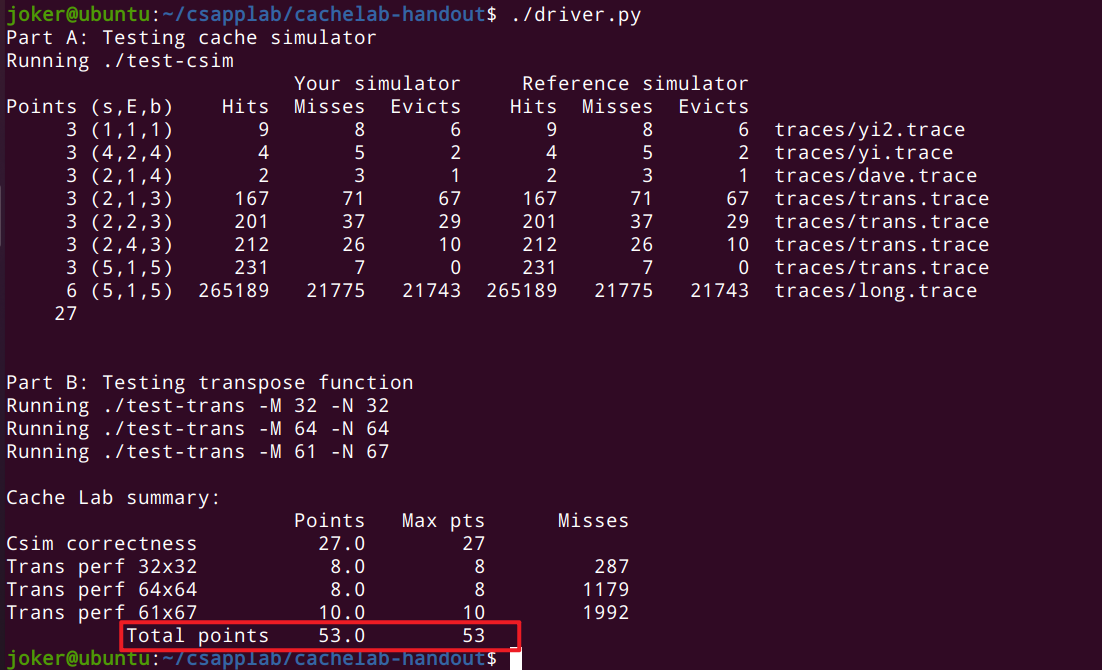 joker@ubuntu:~/csapplab/cachelab-handout$ ./driver.py
Part A: Testing cache simulator
Running ./test-csim
                        Your simulator     Reference simulator
Points (s,E,b)    Hits  Misses  Evicts    Hits  Misses  Evicts
     3 (1,1,1)       9       8       6       9       8       6  traces/yi2.trace
     3 (4,2,4)       4       5       2       4       5       2  traces/yi.trace
     3 (2,1,4)       2       3       1       2       3       1  traces/dave.trace
     3 (2,1,3)     167      71      67     167      71      67  traces/trans.trace
     3 (2,2,3)     201      37      29     201      37      29  traces/trans.trace
     3 (2,4,3)     212      26      10     212      26      10  traces/trans.trace
     3 (5,1,5)     231       7       0     231       7       0  traces/trans.trace
     6 (5,1,5)  265189   21775   21743  265189   21775   21743  traces/long.trace
    27
Part B: Testing transpose function
Running ./test-trans -M 32 -N 32
Running ./test-trans -M 64 -N 64
Running ./test-trans -M 61 -N 67
Cache Lab summary:
                        Points   Max pts      Misses
Csim correctness          27.0        27
Trans perf 32x32           8.0         8         287
Trans perf 64x64           8.0         8        1179
Trans perf 61x67          10.0        10        1992
          Total points    53.0        53
joker@ubuntu:~/csapplab/cachelab-handout$